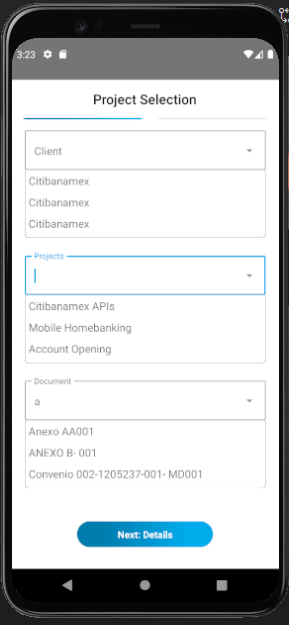 3:23
Project Selection
Client
Citibanamex
Citibanamex
Citibanamex
Projects
Citibanamex APIs
Mobile Homebanking
Account Opening
Document
a
Anexo AA001
ANEXO B- 001
Convenio 002-1205237-001- MD001
Next: Details